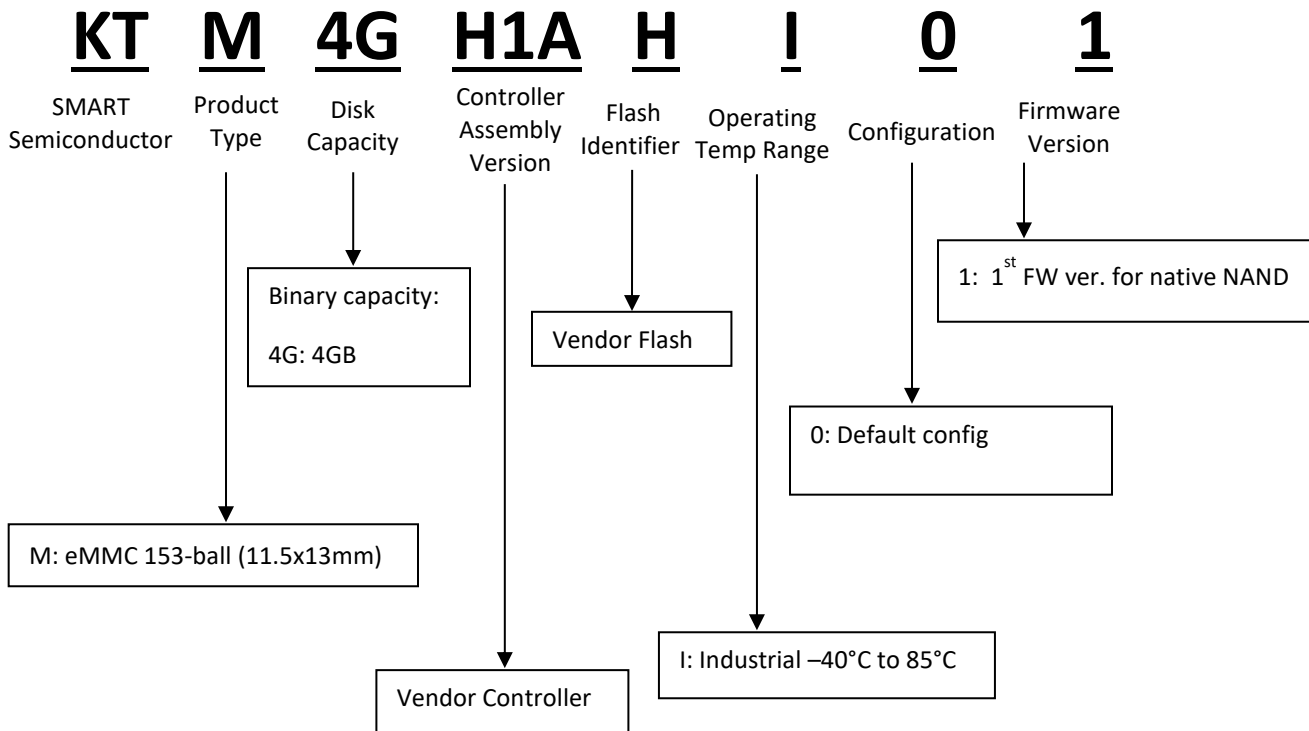 KT M 4G H1A H I 0 1
SMART
Semiconductor
Product
Type
Disk
Capacity
Controller
Assembly
Version
Flash
Identifier
Operating
Temp Range
Configuration
Firmware
Version
1: 1st FW ver. for native NAND
Binary capacity:
4G: 4GB
Vendor Flash
0: Default config
M: eMMC 153-ball (11.5x13mm)
I: Industrial –40°C to 85°C
Vendor Controller